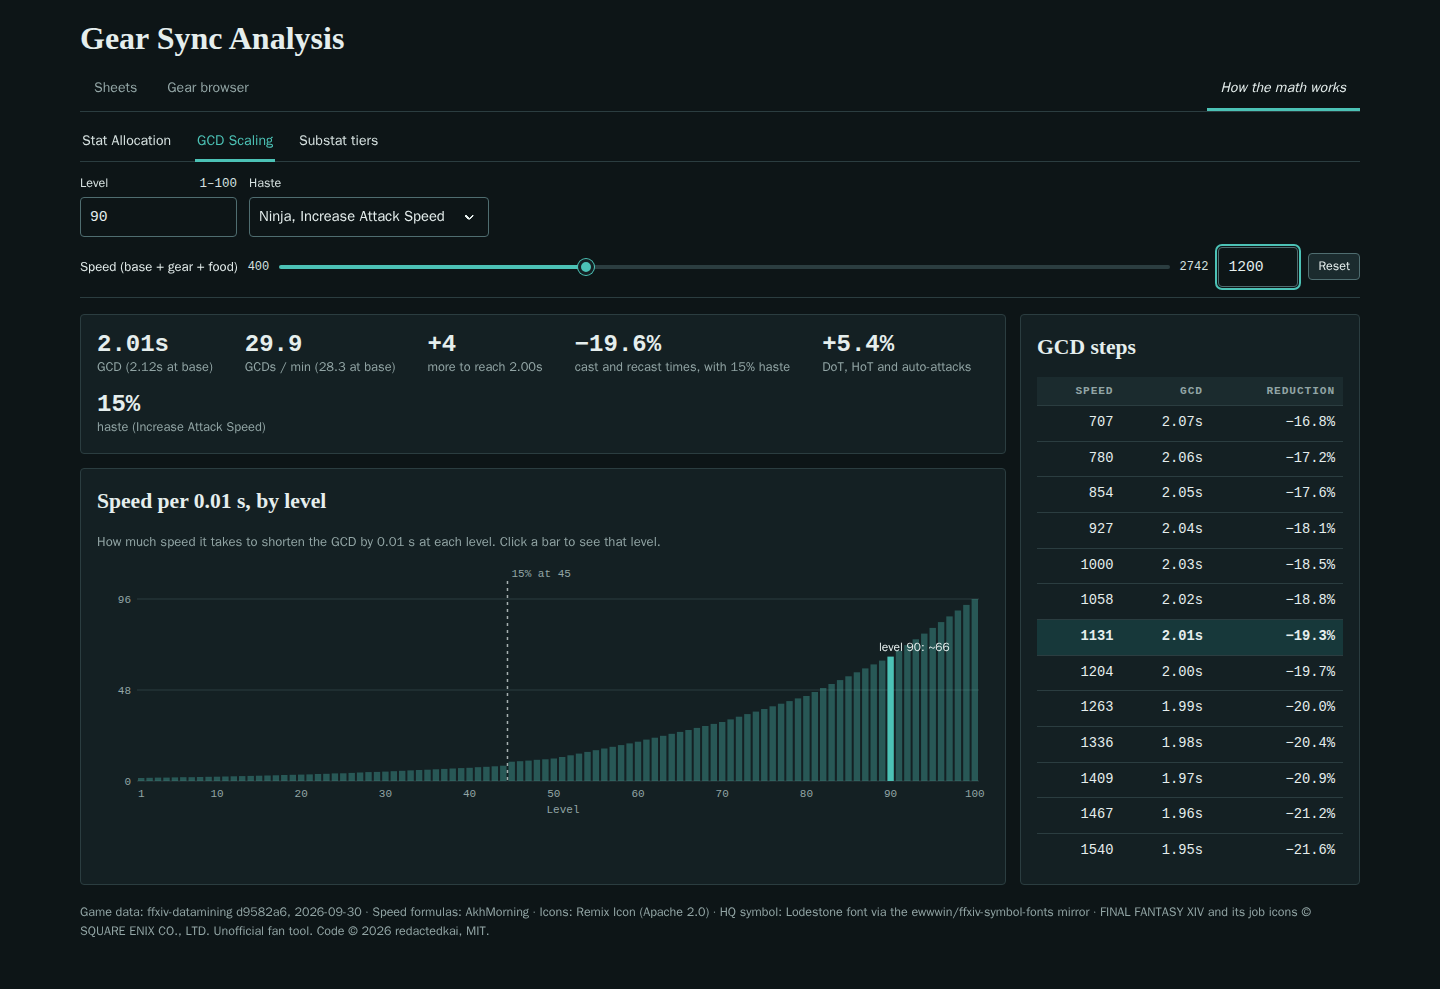 Gear Sync Analysis
Sheets Gear browser How the math works
Stat Allocation GCD Scaling Substat tiers
Level 1–100 Haste
90 Ninja, Increase Attack Speed
Speed (base + gear + food) 400 2742 1200 Reset
2.01s 29.9 +4 −19.6% +5.4%
GCD (2.12s at base) GCDs / min (28.3 at base) more to reach 2.00s cast and recast times, with 15% haste DoT, HoT and auto-attacks
15%
haste (Increase Attack Speed)
Speed per 0.01 s, by level
How much speed it takes to shorten the GCD by 0.01 s at each level. Click a bar to see that level.
15% at 45
96
level 90: ~66
48
0
1 10 20 30 40 50 60 70 80 90 100
Level
GCD steps
SPEED GCD REDUCTION
707 2.07s −16.8%
780 2.06s −17.2%
854 2.05s −17.6%
927 2.04s −18.1%
1000 2.03s −18.5%
1058 2.02s −18.8%
1131 2.01s −19.3%
1204 2.00s −19.7%
1263 1.99s −20.0%
1336 1.98s −20.4%
1409 1.97s −20.9%
1467 1.96s −21.2%
1540 1.95s −21.6%
Game data: ffxiv-datamining d9582a6, 2026-09-30 · Speed formulas: AkhMorning · Icons: Remix Icon (Apache 2.0) · HQ symbol: Lodestone font via the ewwwin/ffxiv-symbol-fonts mirror · FINAL FANTASY XIV and its job icons ©
SQUARE ENIX CO., LTD. Unofficial fan tool. Code © 2026 redactedkai, MIT.